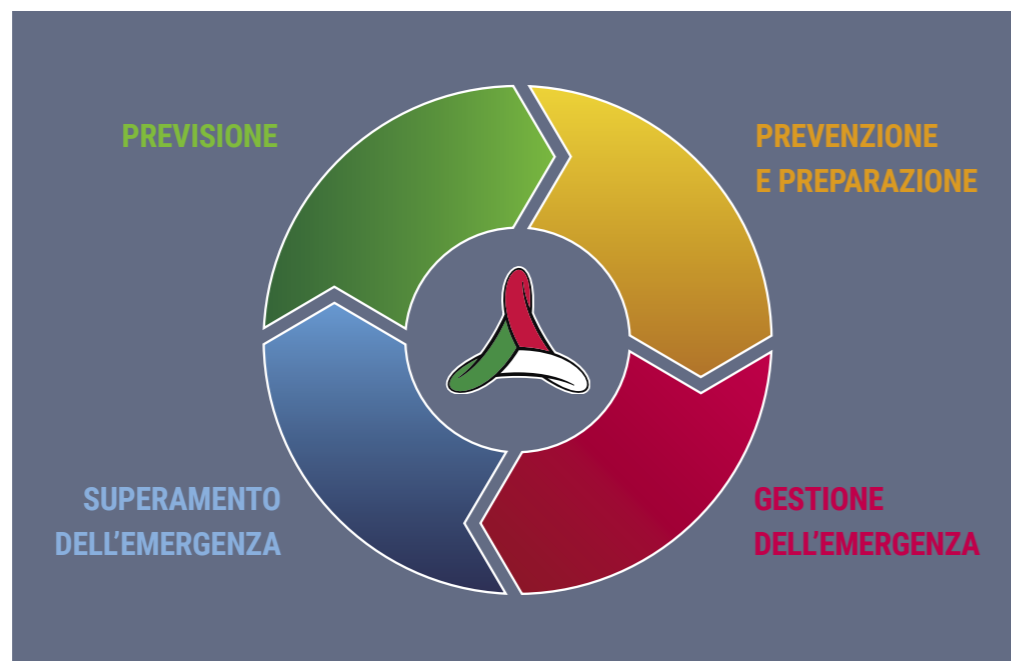 PREVISIONE
PREVENZIONE
E PREPARAZIONE
SUPERAMENTO
DELL'EMERGENZA
GESTIONE
DELL'EMERGENZA